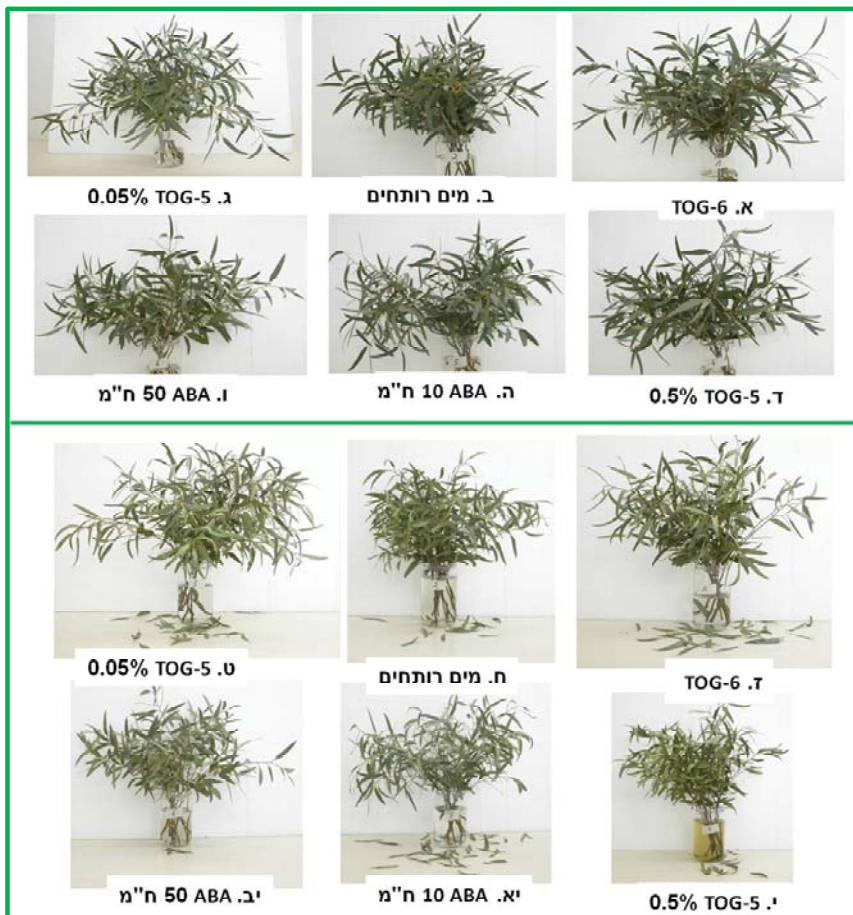 א. TOG-6
ב. מים רותחים
ג. TOG-5 0.05%
ד. TOG-5 0.5%
ה. ABA 10 ח"מ
ו. ABA 50 ח"מ
ז. TOG-6
ח. מים רותחים
ט. TOG-5 0.05%
י. TOG-5 0.5%
יא. ABA 10 ח"מ
יב. ABA 50 ח"מ